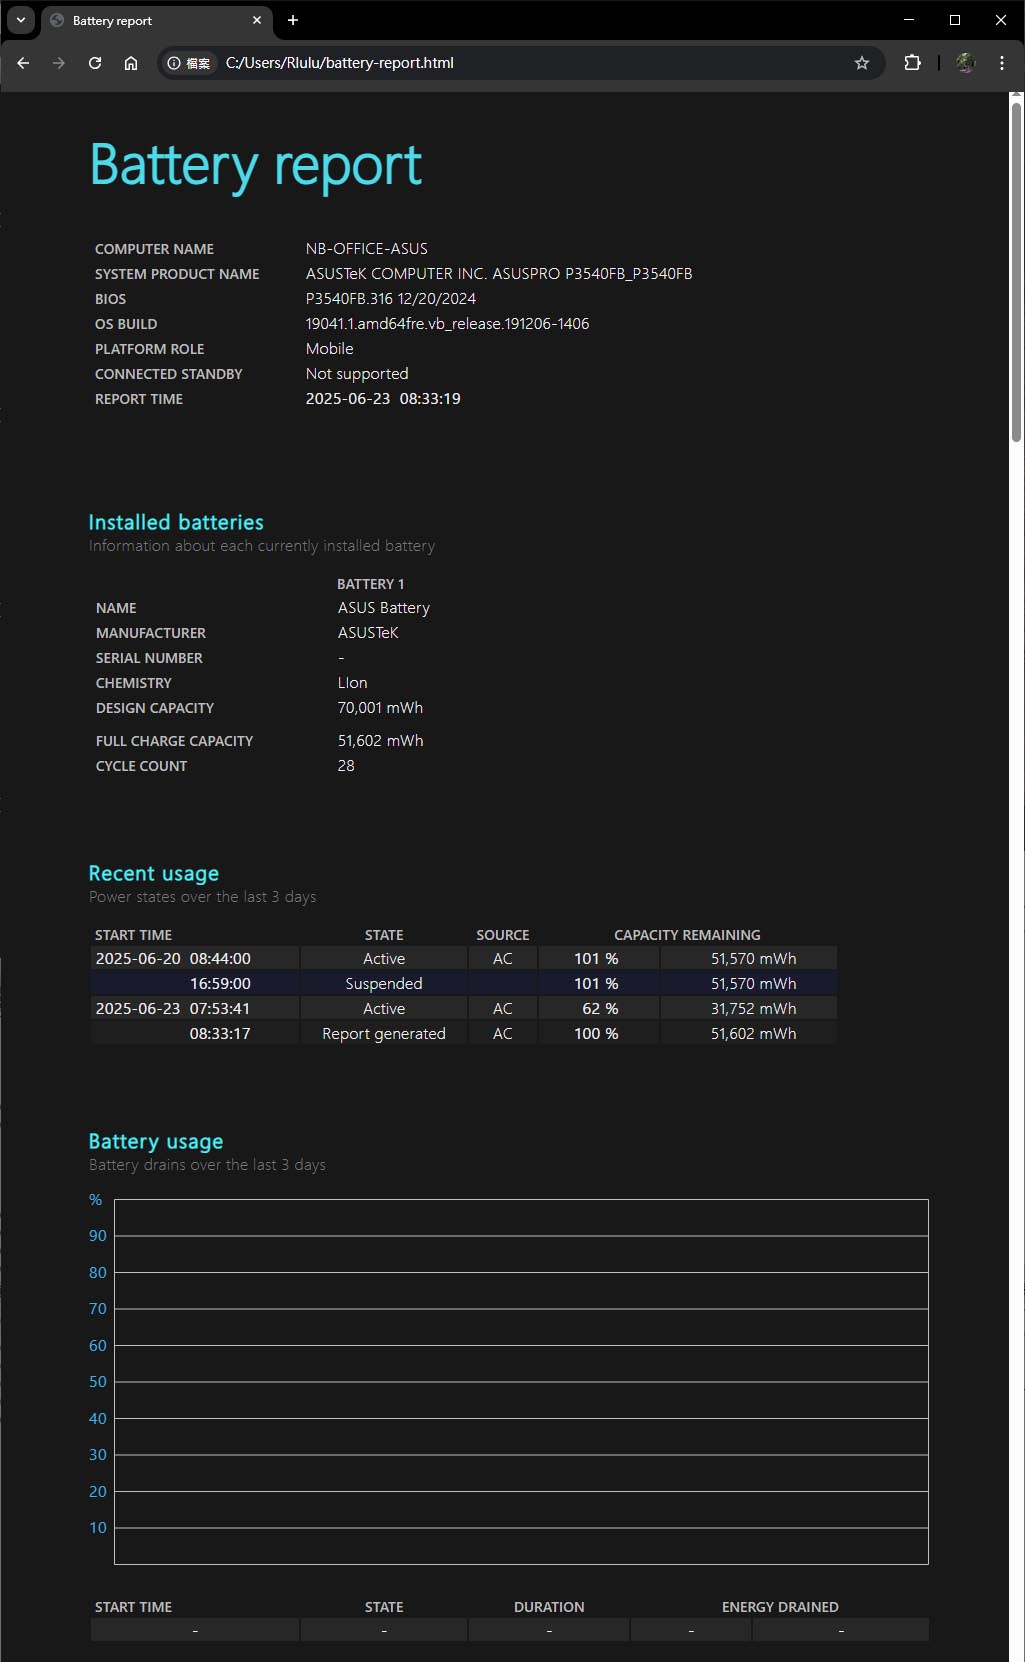 Battery report
檔案 C:/Users/Rlulu/battery-report.html
Battery report
COMPUTER NAME NB-OFFICE-ASUS
SYSTEM PRODUCT NAME ASUSTeK COMPUTER INC. ASUSPRO P3540FB_P3540FB
BIOS P3540FB.316 12/20/2024
OS BUILD 19041.1.amd64fre.vb_release.191206-1406
PLATFORM ROLE Mobile
CONNECTED STANDBY Not supported
REPORT TIME 2025-06-23 08:33:19
Installed batteries
Information about each currently installed battery
BATTERY 1
NAME ASUS Battery
MANUFACTURER ASUSTeK
SERIAL NUMBER -
CHEMISTRY LIon
DESIGN CAPACITY 70,001 mWh
FULL CHARGE CAPACITY 51,602 mWh
CYCLE COUNT 28
Recent usage
Power states over the last 3 days
START TIME STATE SOURCE CAPACITY REMAINING
2025-06-20 08:44:00 Active AC 101 % 51,570 mWh
16:59:00 Suspended 101 % 51,570 mWh
2025-06-23 07:53:41 Active AC 62 % 31,752 mWh
08:33:17 Report generated AC 100 % 51,602 mWh
Battery usage
Battery drains over the last 3 days
%
90
80
70
60
50
40
30
20
10
START TIME STATE DURATION ENERGY DRAINED
- - - - -